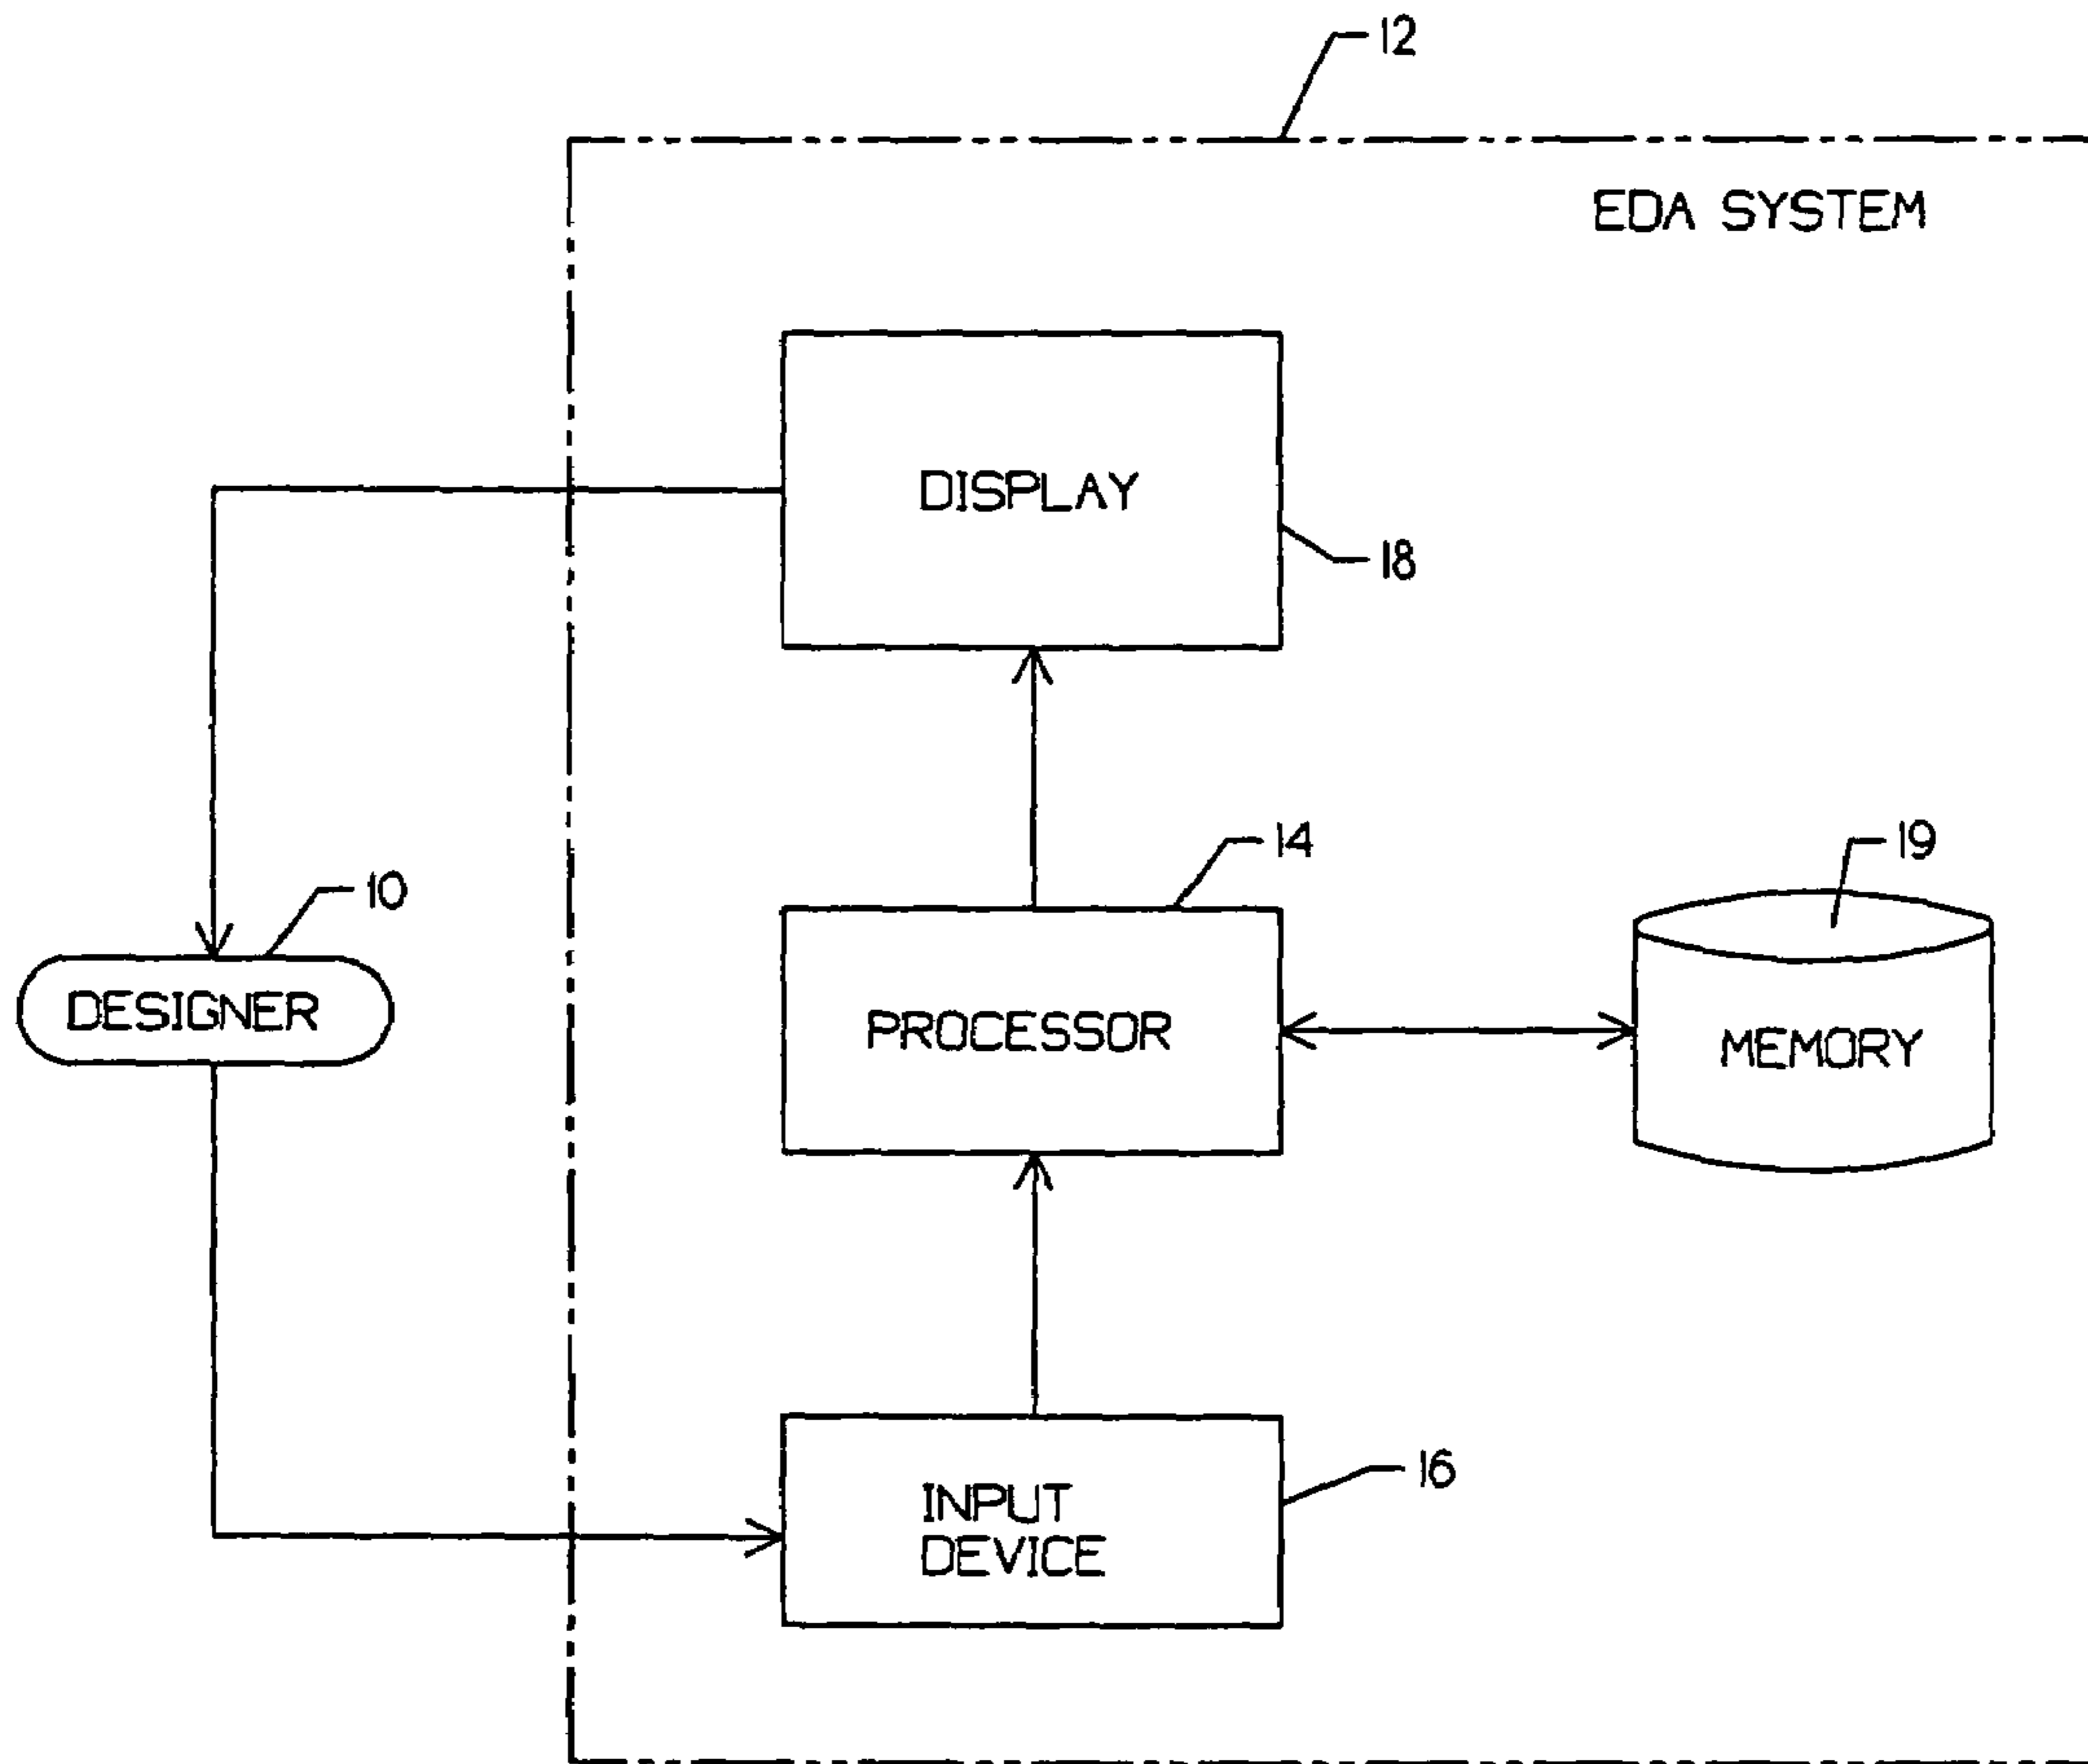 12
EDA SYSTEM
DISPLAY
18
14
19
10
DESIGNER
PROCESSOR
MEMORY
16
INPUT
DEVICE